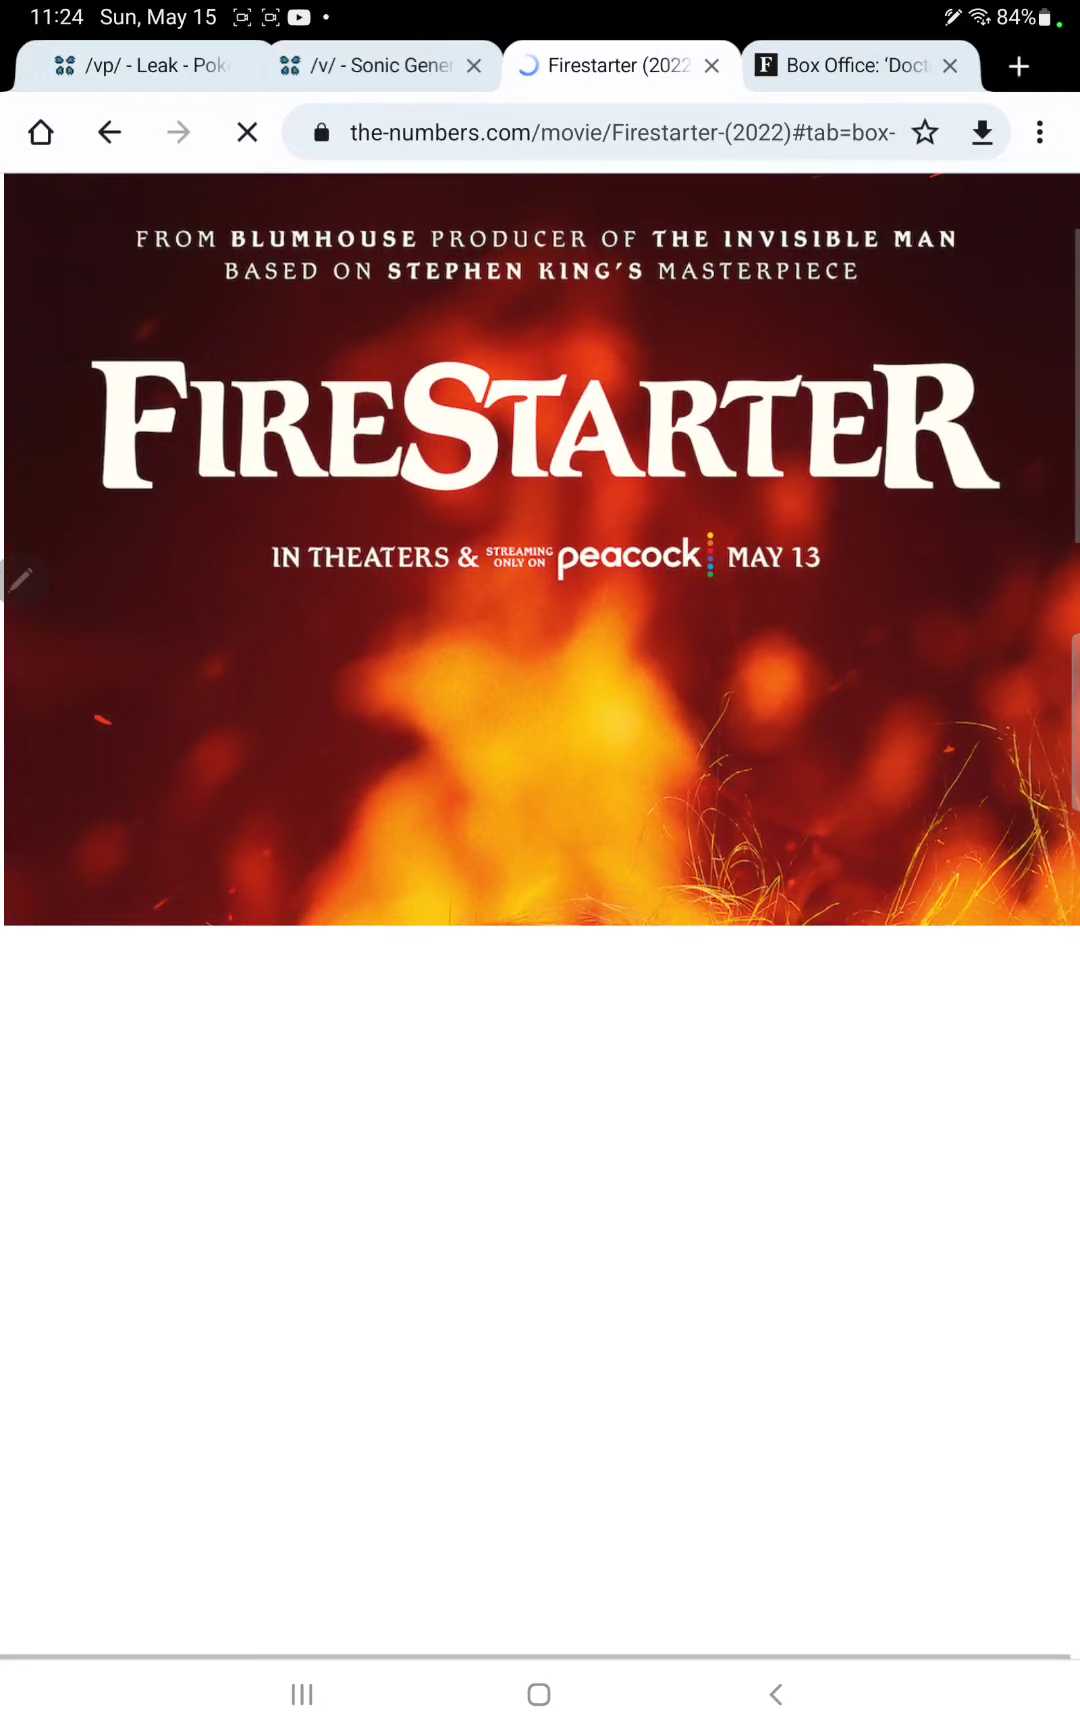 11:24 Sun, May 15 84%
/vp/ - Leak - Pok
/v/ - Sonic Gener
Firestarter (2022
F Box Office: ‘Doct
the-numbers.com/movie/Firestarter-(2022)#tab=box-
FROM BLUMHOUSE PRODUCER OF THE INVISIBLE MAN
BASED ON STEPHEN KING’S MASTERPIECE
FIRESTARTER
IN THEATERS & STREAMING ONLY ON peacock MAY 13